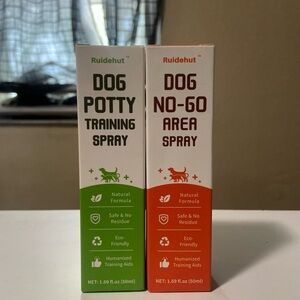 Ruidehut™
DOG
POTTY
TRAINING
SPRAY
Natural
Formula
Safe & No
Residue
Eco-
Friendly
Humanized
Training Aids
NET: 1.69 fl.oz (50ml)
Ruidehut™
DOG
NO-GO
AREA
SPRAY
Natural
Formula
Safe & No
Residue
Eco-
Friendly
Humanized
Training Aids
NET: 1.69 fl.oz (50ml)